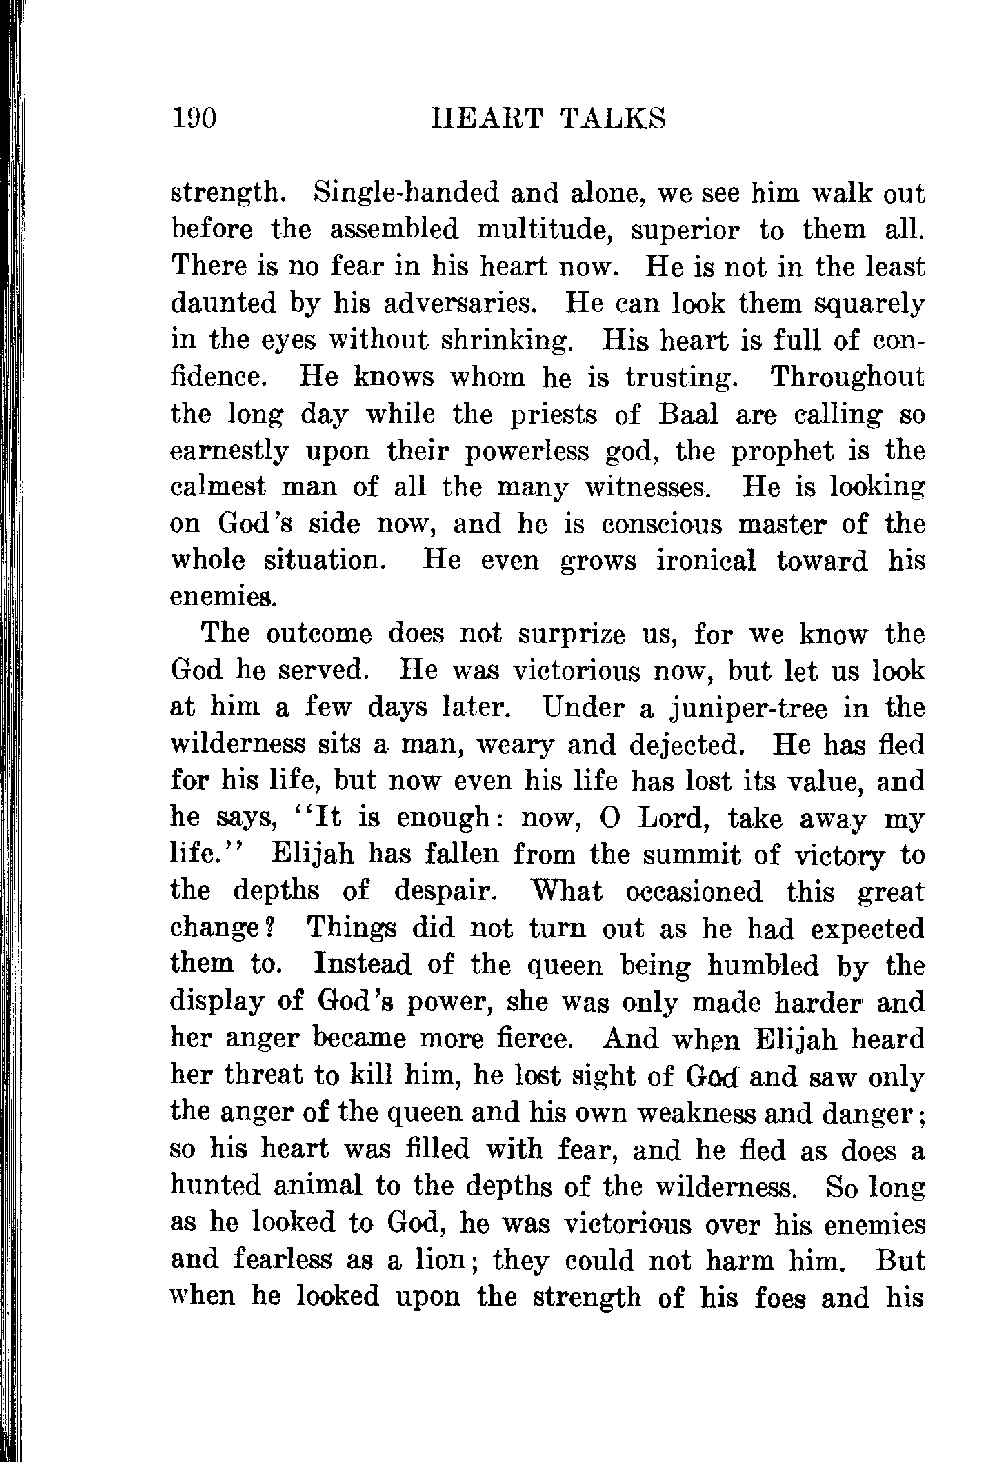 190 HEART TALKS
strength. Single-handed and alone, we see him walk out
before the assembled multitude, superior to them all.
There is no fear in his heart now. He is not in the least
daunted by his adversaries. He can look them squarely
in the eyes without shrinking. His heart is full of con-
fidence. He knows whom he is trusting. Throughout
the long day while the priests of Baal are calling so
earnestly upon their powerless god, the prophet is the
calmest man of all the many witnesses. He is looking
on God's side now, and he is conscious master of the
whole situation. He even grows ironical toward his
enemies.
The outcome does not surprize us, for we know the
God he served. He was victorious now, but let us look
at him a few days later. Under a juniper-tree in the
wilderness sits a man, weary and dejected. He has fled
for his life, but now even his life has lost its value, and
he says, "It is enough: now, O Lord, take away my
life." Elijah has fallen from the summit of victory to
the depths of despair. What occasioned this great
change? Things did not turn out as he had expected
them to. Instead of the queen being humbled by the
display of God's power, she was only made harder and
her anger became more fierce. And when Elijah heard
her threat to kill him, he lost sight of God and saw only
the anger of the queen and his own weakness and danger;
so his heart was filled with fear, and he fled as does a
hunted animal to the depths of the wilderness. So long
as he looked to God, he was victorious over his enemies
and fearless as a lion; they could not harm him. But
when he looked upon the strength of his foes and his